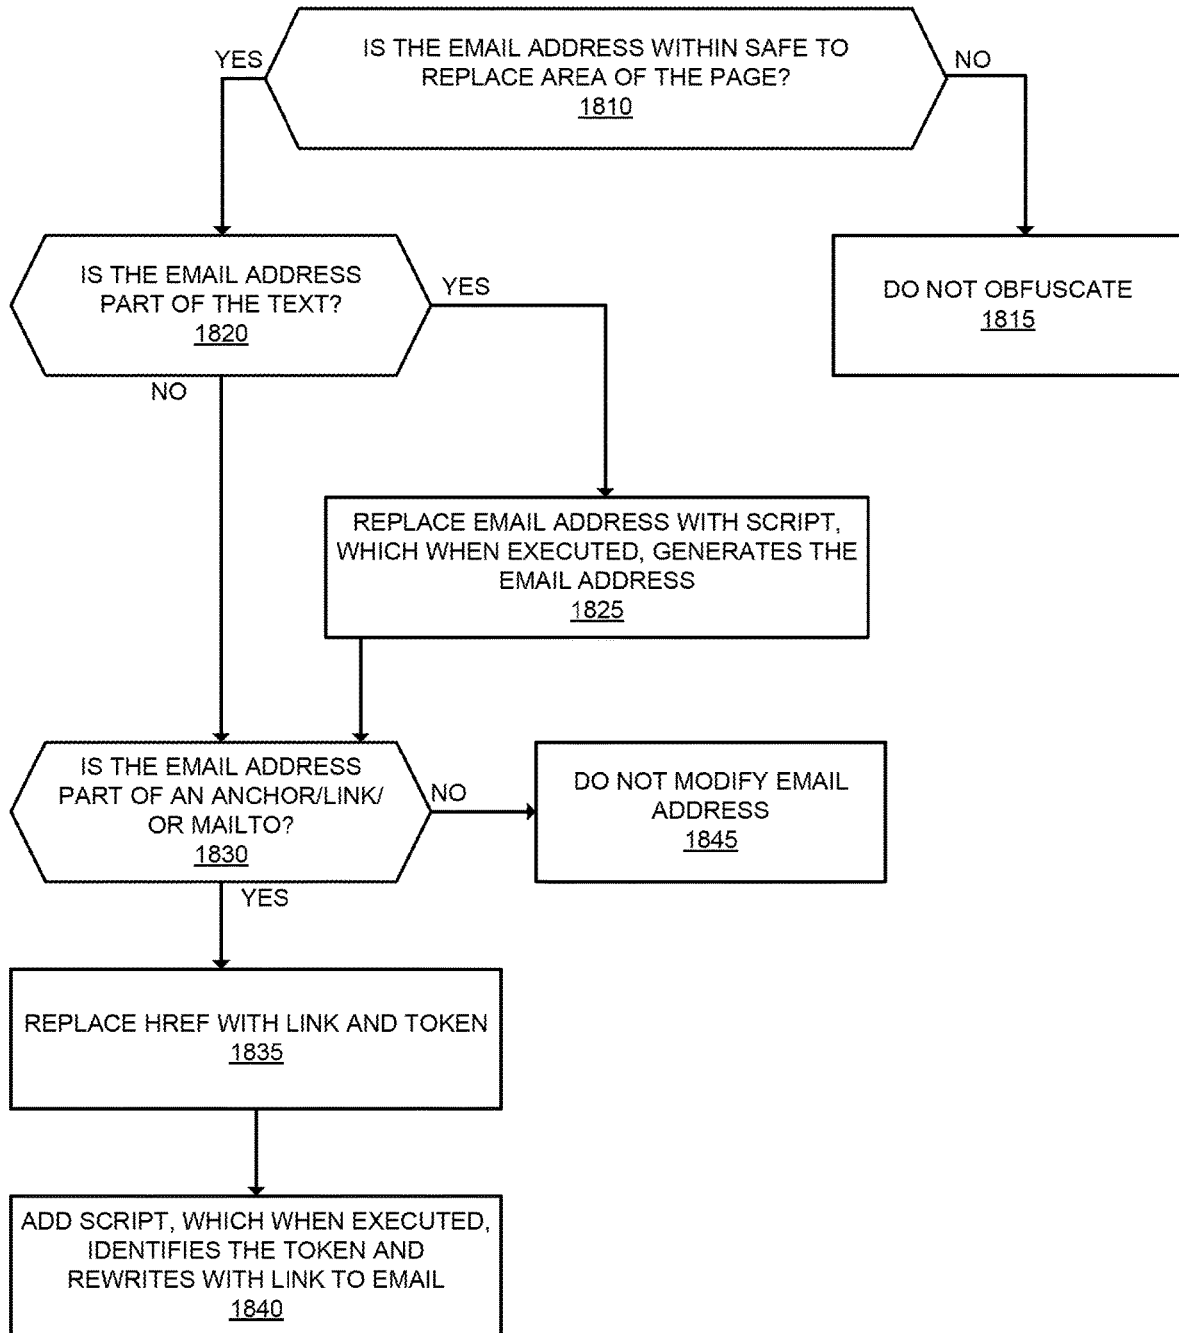 IS THE EMAIL ADDRESS WITHIN SAFE TO
REPLACE AREA OF THE PAGE?
1810
YES
NO
IS THE EMAIL ADDRESS
PART OF THE TEXT?
1820
YES
NO
DO NOT OBFUSCATE
1815
REPLACE EMAIL ADDRESS WITH SCRIPT,
WHICH WHEN EXECUTED, GENERATES THE
EMAIL ADDRESS
1825
IS THE EMAIL ADDRESS
PART OF AN ANCHOR/LINK/
OR MAILTO?
1830
NO
YES
DO NOT MODIFY EMAIL
ADDRESS
1845
REPLACE HREF WITH LINK AND TOKEN
1835
ADD SCRIPT, WHICH WHEN EXECUTED,
IDENTIFIES THE TOKEN AND
REWRITES WITH LINK TO EMAIL
1840